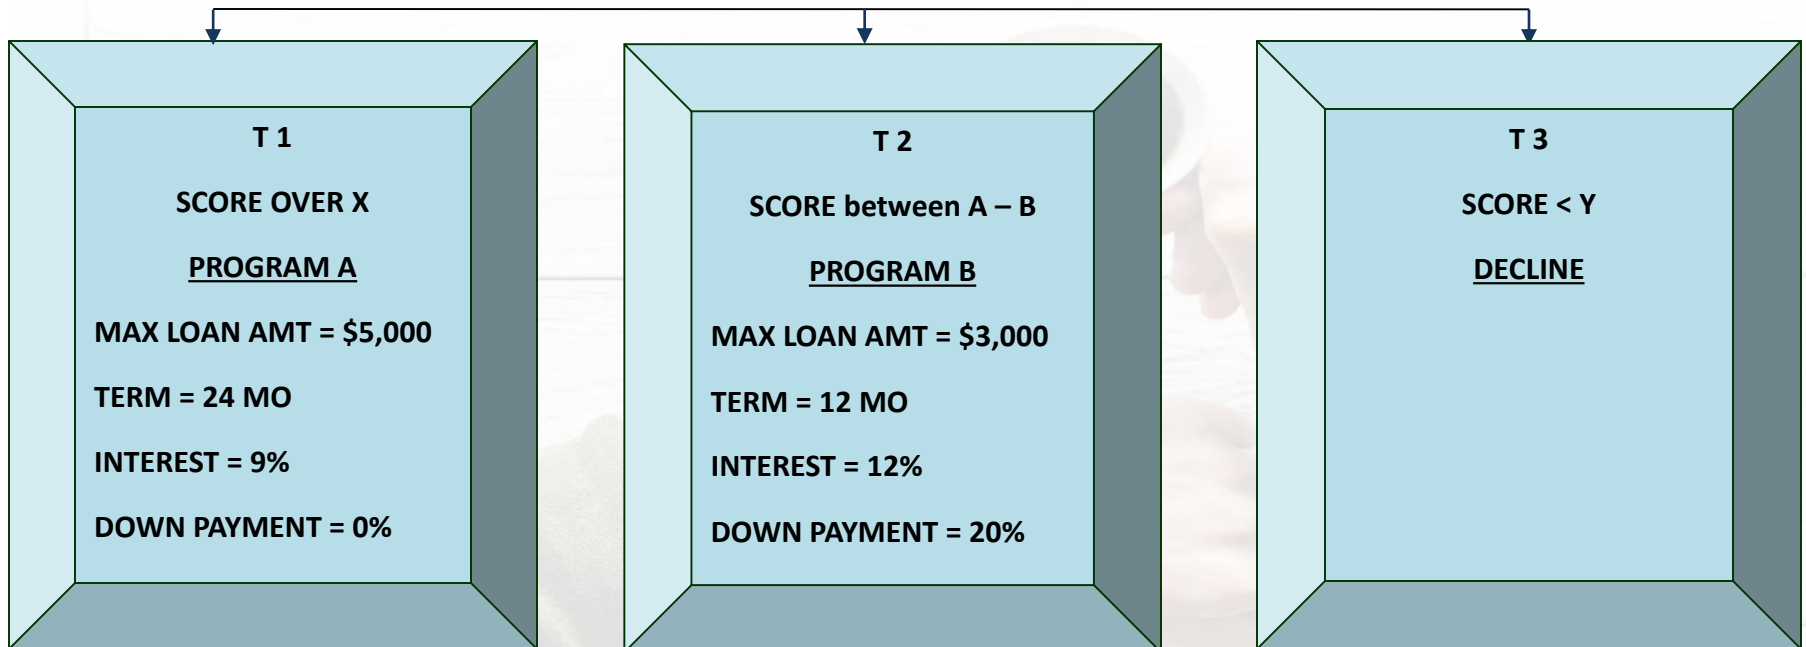 T 1
SCORE OVER X
PROGRAM A
MAX LOAN AMT = $5,000
TERM = 24 MO
INTEREST = 9%
DOWN PAYMENT = 0%
T 2
SCORE between A – B
PROGRAM B
MAX LOAN AMT = $3,000
TERM = 12 MO
INTEREST = 12%
DOWN PAYMENT = 20%
T 3
SCORE < Y
DECLINE